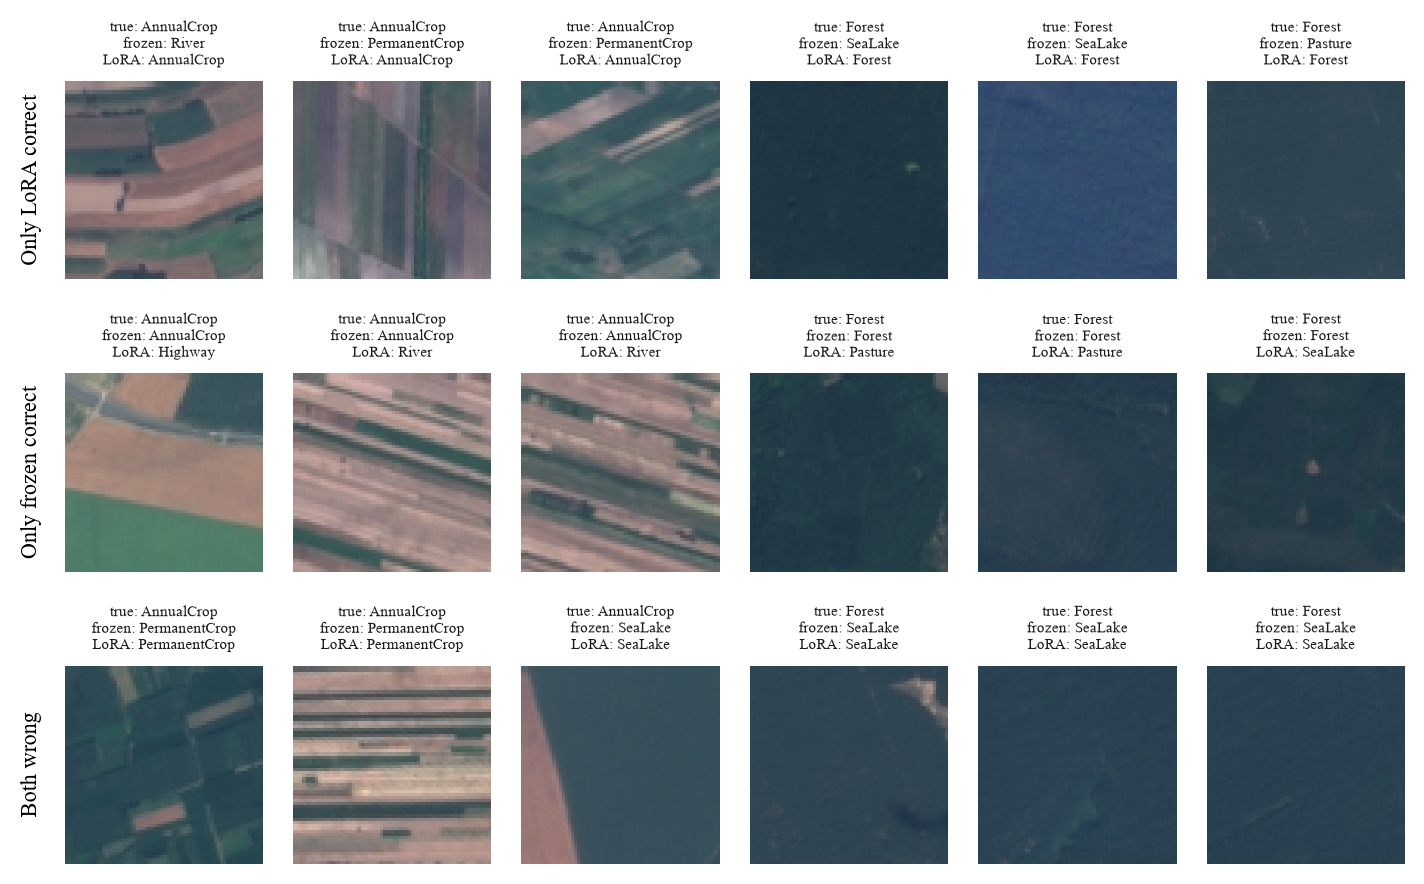 true: AnnualCrop
frozen: River
LoRA: AnnualCrop
true: AnnualCrop
frozen: PermanentCrop
LoRA: AnnualCrop
true: AnnualCrop
frozen: PermanentCrop
LoRA: AnnualCrop
true: Forest
frozen: SeaLake
LoRA: Forest
true: Forest
frozen: SeaLake
LoRA: Forest
true: Forest
frozen: Pasture
LoRA: Forest
Only LoRA correct
true: AnnualCrop
frozen: AnnualCrop
LoRA: Highway
true: AnnualCrop
frozen: AnnualCrop
LoRA: River
true: AnnualCrop
frozen: AnnualCrop
LoRA: River
true: Forest
frozen: Forest
LoRA: Pasture
true: Forest
frozen: Forest
LoRA: Pasture
true: Forest
frozen: Forest
LoRA: SeaLake
Only frozen correct
true: AnnualCrop
frozen: PermanentCrop
LoRA: PermanentCrop
true: AnnualCrop
frozen: PermanentCrop
LoRA: PermanentCrop
true: AnnualCrop
frozen: SeaLake
LoRA: SeaLake
true: Forest
frozen: SeaLake
LoRA: SeaLake
true: Forest
frozen: SeaLake
LoRA: SeaLake
true: Forest
frozen: SeaLake
LoRA: SeaLake
Both wrong